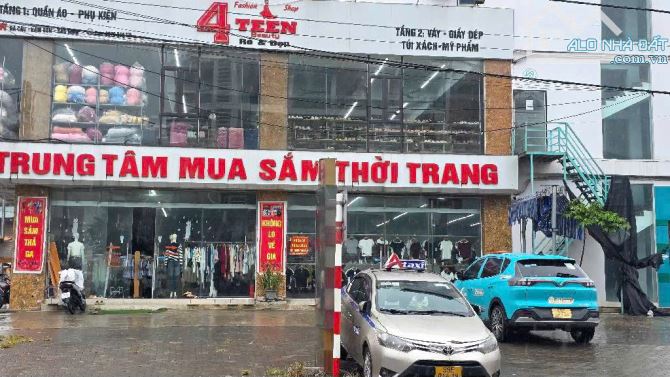 TẦNG 1: QUẦN ÁO - PHỤ KIỆN
Fashion Shop
4 TEEN
Beauty
Rẻ & Đẹp
TẦNG 2: VÁY - GIẦY DÉP
TÚI XÁCH - MỸ PHẨM
ALO NHÀ ĐẤT
.com.vn
TRUNG TÂM MUA SẮM THỜI TRANG
MUA SẮM THẢ GA
KHÔNG LO VỀ GIÁ
taxi